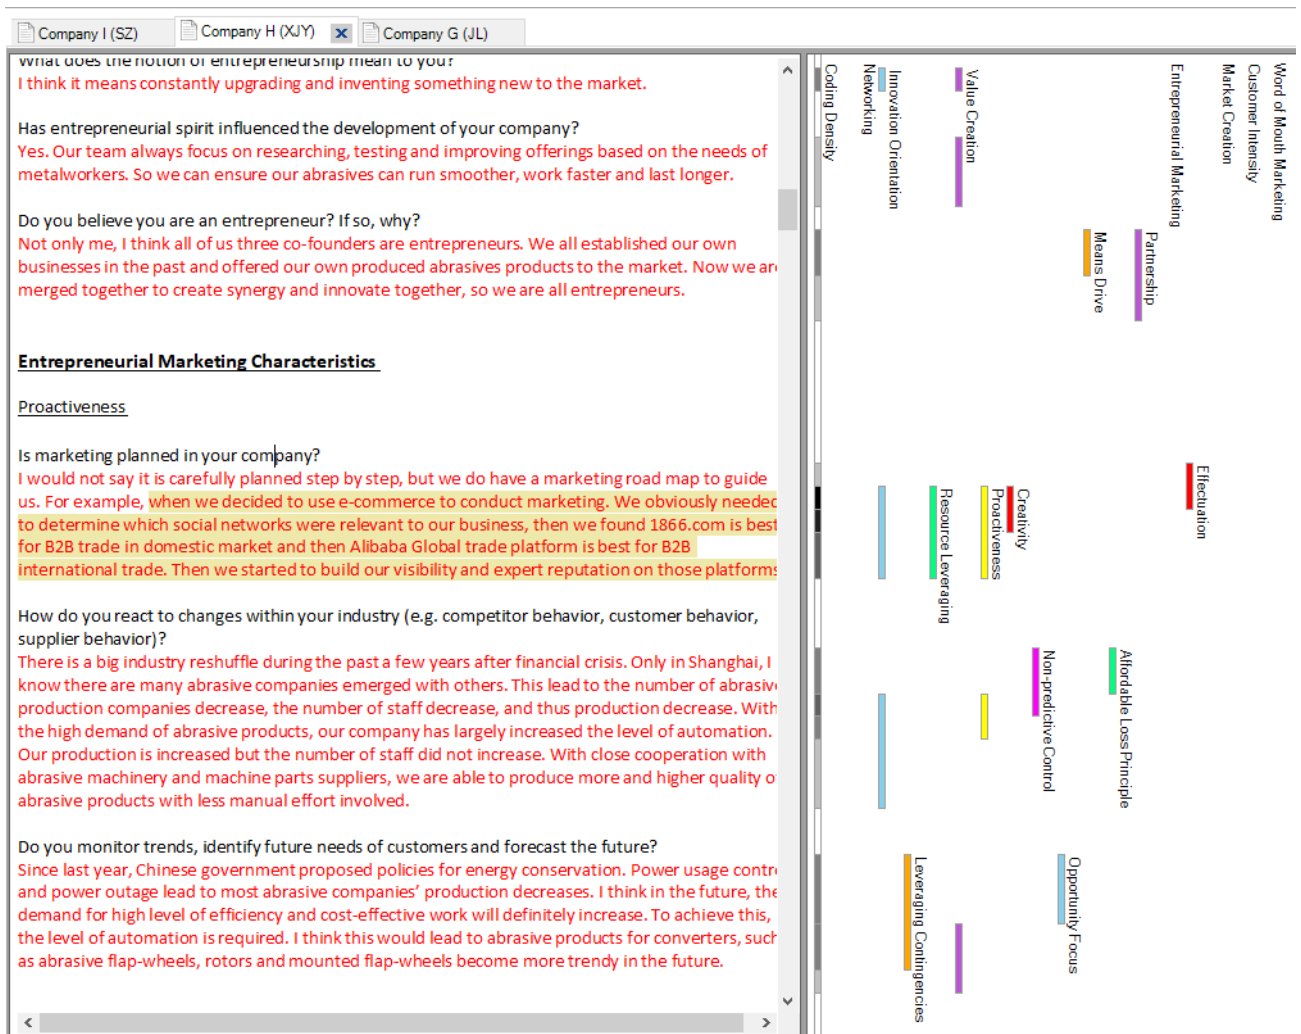 Company I (SZ)
Company H (XJY)
Company G (JL)
What does the notion of entrepreneurship mean to you?
I think it means constantly upgrading and inventing something new to the market.
Has entrepreneurial spirit influenced the development of your company?
Yes. Our team always focus on researching, testing and improving offerings based on the needs of
metalworkers. So we can ensure our abrasives can run smoother, work faster and last longer.
Do you believe you are an entrepreneur? If so, why?
Not only me, I think all of us three co-founders are entrepreneurs. We all established our own
businesses in the past and offered our own produced abrasives products to the market. Now we are
merged together to create synergy and innovate together, so we are all entrepreneurs.
Entrepreneurial Marketing Characteristics
Proactiveness
Is marketing planned in your company?
I would not say it is carefully planned step by step, but we do have a marketing road map to guide
us. For example, when we decided to use e-commerce to conduct marketing. We obviously needed
to determine which social networks were relevant to our business, then we found 1866.com is best
for B2B trade in domestic market and then Alibaba Global trade platform is best for B2B
international trade. Then we started to build our visibility and expert reputation on those platforms
How do you react to changes within your industry (e.g. competitor behavior, customer behavior,
supplier behavior)?
There is a big industry reshuffle during the past a few years after financial crisis. Only in Shanghai, I
know there are many abrasive companies emerged with others. This lead to the number of abrasive
production companies decrease, the number of staff decrease, and thus production decrease. With
the high demand of abrasive products, our company has largely increased the level of automation.
Our production is increased but the number of staff did not increase. With close cooperation with
abrasive machinery and machine parts suppliers, we are able to produce more and higher quality o
abrasive products with less manual effort involved.
Do you monitor trends, identify future needs of customers and forecast the future?
Since last year, Chinese government proposed policies for energy conservation. Power usage contr
and power outage lead to most abrasive companies' production decreases. I think in the future, the
demand for high level of efficiency and cost-effective work will definitely increase. To achieve this,
the level of automation is required. I think this would lead to abrasive products for converters, such
as abrasive flap-wheels, rotors and mounted flap-wheels become more trendy in the future.
Coding Density
Networking
Innovation Orientation
Resource Leveraging
Leveraging Contingencies
Value Creation
Proactiveness
Creativity
Non-predictive Control
Opportunity Focus
Means Drive
Affordable Loss Principle
Partnership
Entrepreneurial Marketing
Effectuation
Market Creation
Customer Intensity
Word of Mouth Marketing